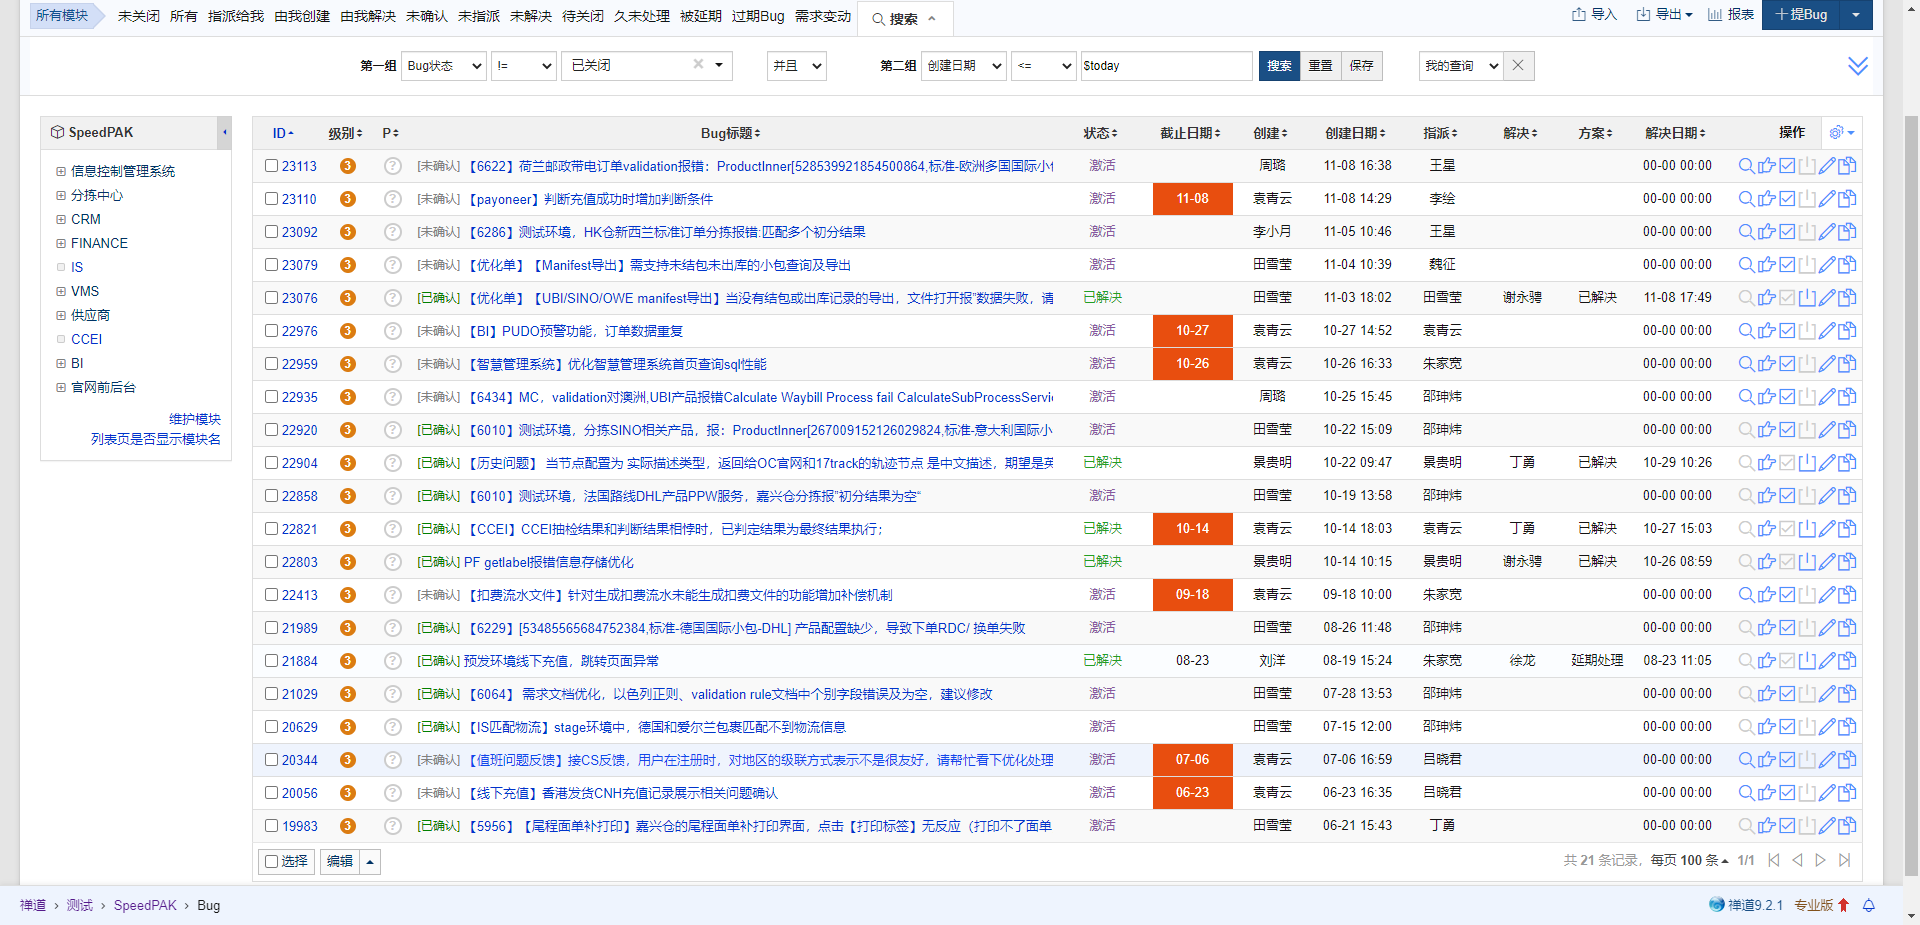 所有模块 未关闭 所有 指派给我 由我创建 由我解决 未确认 未指派 未解决 待关闭 久未处理 被延期 过期Bug 需求变动 搜索 导入 导出 报表 提Bug
第一组 Bug状态 != 已关闭 并且 第二组 创建日期 <= $today 搜索 重置 保存 我的查询
SpeedPAK
信息控制管理系统
分拣中心
CRM
FINANCE
IS
VMS
供应商
CCEI
BI
官网前后台
维护模块
列表页是否显示模块名
ID 级别 P Bug标题 状态 截止日期 创建 创建日期 指派 解决 方案 解决日期 操作
23113 3 ? [未确认]【6622】荷兰邮政带电订单validation报错：ProductInner[528539921854500864,标准-欧洲多国国际小 激活 周璐 11-08 16:38 王星 00-00 00:00
23110 3 ? [未确认]【payoneer】判断充值成功时增加判断条件 激活 11-08 袁青云 11-08 14:29 李绘 00-00 00:00
23092 3 ? [未确认]【6286】测试环境，HK仓新西兰标准订单分拣报错:匹配多个初分结果 激活 李小月 11-05 10:46 王星 00-00 00:00
23079 3 ? [未确认]【优化单】【Manifest导出】需支持未结包未出库的小包查询及导出 激活 田雪莹 11-04 10:39 魏征 00-00 00:00
23076 3 ? [已确认]【优化单】【UBI/SINO/OWE manifest导出】当没有结包或出库记录的导出，文件打开报"数据失败，请 已解决 田雪莹 11-03 18:02 田雪莹 谢永骋 已解决 11-08 17:49
22976 3 ? [未确认]【BI】PUDO预警功能，订单数据重复 激活 10-27 袁青云 10-27 14:52 袁青云 00-00 00:00
22959 3 ? [未确认]【智慧管理系统】优化智慧管理系统首页查询sql性能 激活 10-26 袁青云 10-26 16:33 朱家宽 00-00 00:00
22935 3 ? [未确认]【6434】MC，validation对澳洲,UBI产品报错Calculate Waybill Process fail CalculateSubProcessServi 激活 周璐 10-25 15:45 邵珅炜 00-00 00:00
22920 3 ? [已确认]【6010】测试环境，分拣SINO相关产品，报：ProductInner[267009152126029824,标准-意大利国际小 激活 田雪莹 10-22 15:09 邵珅炜 00-00 00:00
22904 3 ? [已确认]【历史问题】 当节点配置为 实际描述类型，返回给OC官网和17track的轨迹节点 是中文描述，期望是英 已解决 景贵明 10-22 09:47 景贵明 丁勇 已解决 10-29 10:26
22858 3 ? [已确认]【6010】测试环境，法国路线DHL产品PPW服务，嘉兴仓分拣报"初分结果为空“ 激活 田雪莹 10-19 13:58 邵珅炜 00-00 00:00
22821 3 ? [已确认]【CCEI】CCEI抽检结果和判断结果相悖时，已判定结果为最终结果执行； 已解决 10-14 袁青云 10-14 18:03 袁青云 丁勇 已解决 10-27 15:03
22803 3 ? [已确认] PF getlabel报错信息存储优化 已解决 景贵明 10-14 10:15 景贵明 谢永骋 已解决 10-26 08:59
22413 3 ? [未确认]【扣费流水文件】针对生成扣费流水未能生成扣费文件的功能增加补偿机制 激活 09-18 袁青云 09-18 10:00 朱家宽 00-00 00:00
21989 3 ? [已确认]【6229】[53485565684752384,标准-德国国际小包-DHL] 产品配置缺少，导致下单RDC/ 换单失败 激活 田雪莹 08-26 11:48 邵珅炜 00-00 00:00
21884 3 ? [已确认] 预发环境线下充值，跳转页面异常 已解决 08-23 刘洋 08-19 15:24 朱家宽 徐龙 延期处理 08-23 11:05
21029 3 ? [已确认]【6064】 需求文档优化，以色列正则、validation rule文档中个别字段错误及为空，建议修改 激活 田雪莹 07-28 13:53 邵珅炜 00-00 00:00
20629 3 ? [已确认]【IS匹配物流】stage环境中，德国和爱尔兰包裹匹配不到物流信息 激活 田雪莹 07-15 12:00 邵珅炜 00-00 00:00
20344 3 ? [未确认]【值班问题反馈】接CS反馈，用户在注册时，对地区的级联方式表示不是很友好，请帮忙看下优化处理 激活 07-06 袁青云 07-06 16:59 吕晓君 00-00 00:00
20056 3 ? [未确认]【线下充值】香港发货CNH充值记录展示相关问题确认 激活 06-23 袁青云 06-23 16:35 吕晓君 00-00 00:00
19983 3 ? [已确认]【5956】【尾程面单补打印】嘉兴仓的尾程面单补打印界面，点击【打印标签】无反应（打印不了面单 激活 田雪莹 06-21 15:43 丁勇 00-00 00:00
选择 编辑 共 21 条记录，每页 100 条 1/1
禅道 › 测试 › SpeedPAK › Bug 禅道9.2.1 专业版